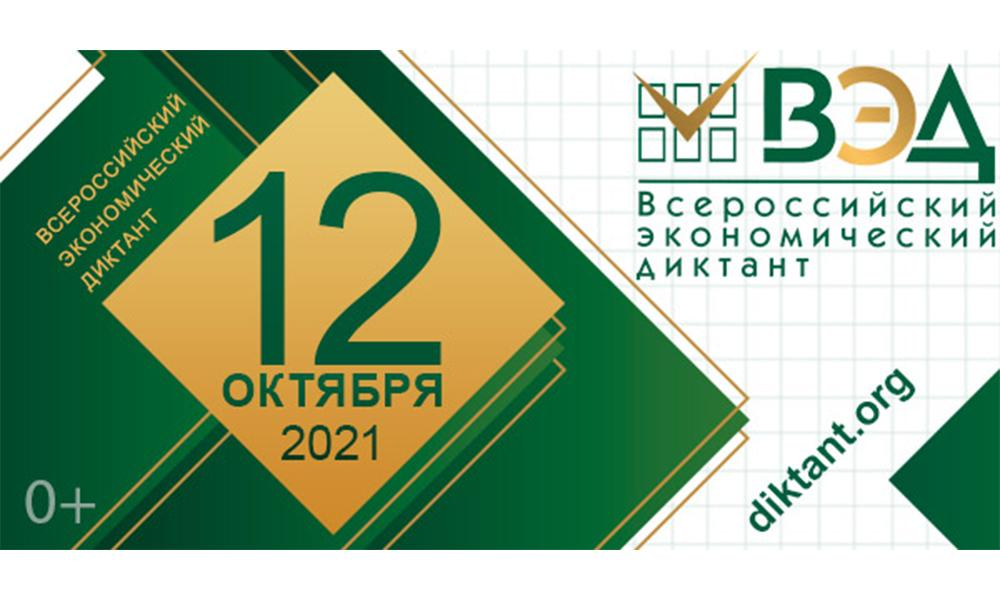 ВСЕРОССИЙСКИЙ
ЭКОНОМИЧЕСКИЙ
ДИКТАНТ
12
ОКТЯБРЯ
2021
0+
ВЭД
Всероссийский
экономический
диктант
diktant.org